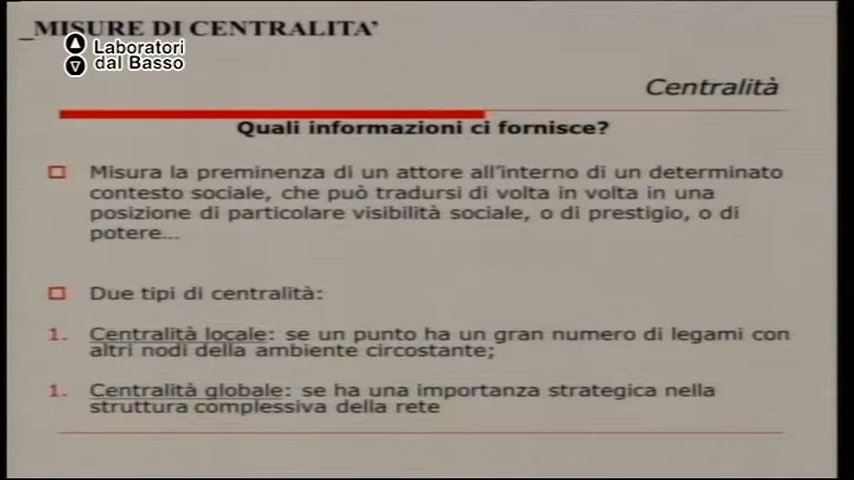 _MISURE DI CENTRALITA’
Laboratori
dal Basso
Centralità
Quali informazioni ci fornisce?
Misura la preminenza di un attore all'interno di un determinato
contesto sociale, che può tradursi di volta in volta in una
posizione di particolare visibilità sociale, o di prestigio, o di
potere...
Due tipi di centralità:
1. Centralità locale: se un punto ha un gran numero di legami con
altri nodi della ambiente circostante;
1. Centralità globale: se ha una importanza strategica nella
struttura complessiva della rete